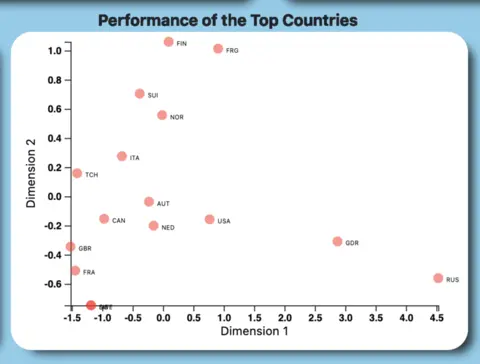 Performance of the Top Countries
Dimension 2
1.0
0.8
0.6
0.4
0.2
0.0
-0.2
-0.4
-0.6
FIN
FRG
SUI
NOR
ITA
TCH
AUT
CAN
NED
USA
GBR
GDR
FRA
RUS
-1.5 -1.0 -0.5 0.0 0.5 1.0 1.5 2.0 2.5 3.0 3.5 4.0 4.5
Dimension 1